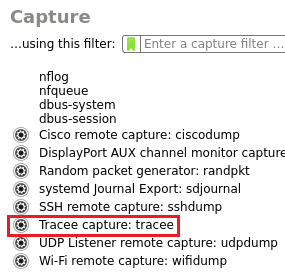 Capture
...using this filter: Enter a capture filter ...
nflog
nfqueue
dbus-system
dbus-session
Cisco remote capture: ciscodump
DisplayPort AUX channel monitor capture
Random packet generator: randpkt
systemd Journal Export: sdjournal
SSH remote capture: sshdump
Tracee capture: tracee
UDP Listener remote capture: udpdump
Wi-Fi remote capture: wifidump